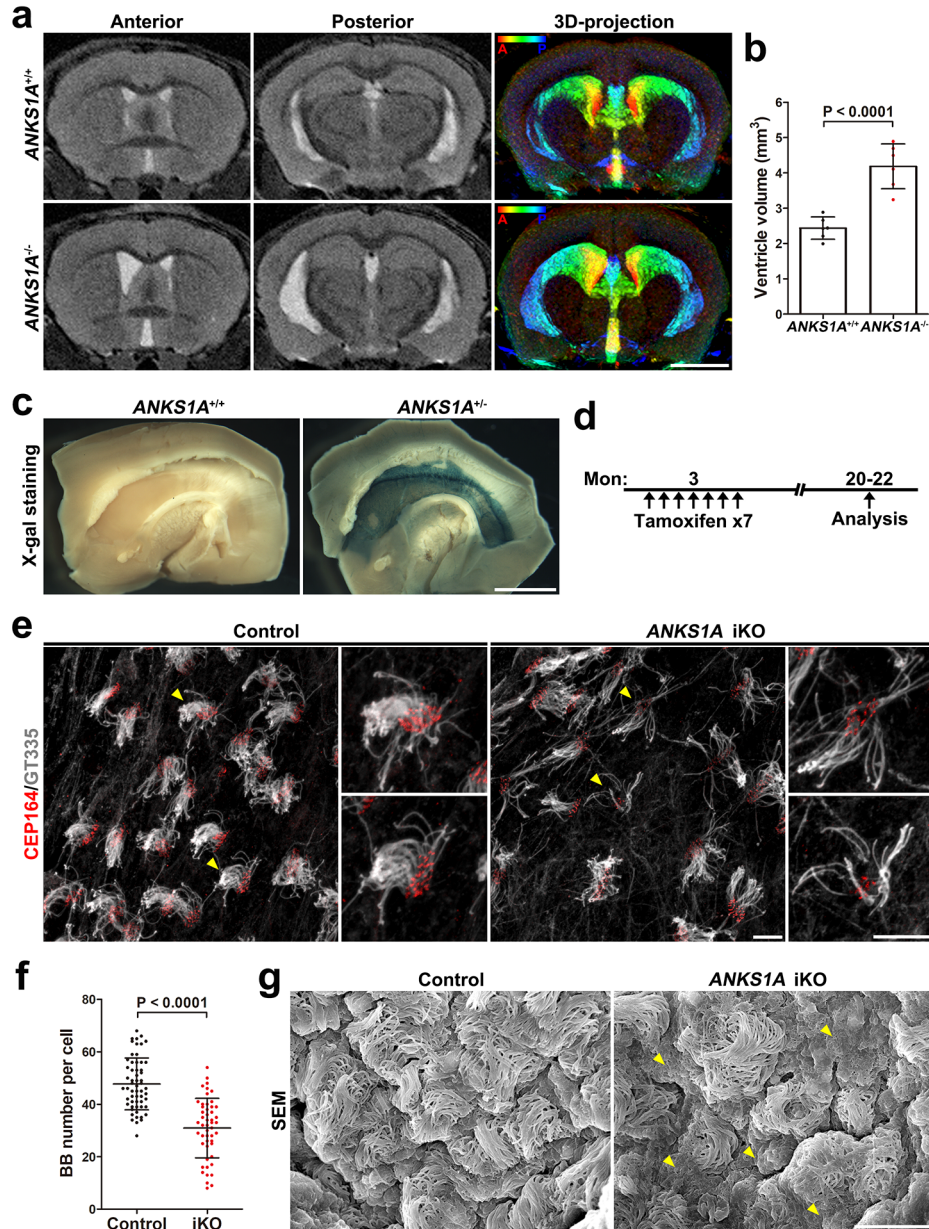 a
Anterior Posterior 3D-projection
ANKS1A+/+
A P
ANKS1A-/-
A P
b
P < 0.0001
Ventricle volume (mm³)
6
5
4
3
2
1
0
ANKS1A+/+ ANKS1A-/-
c
ANKS1A+/+ ANKS1A+/-
X-gal staining
d
Mon: 3 20-22
Tamoxifen x7 Analysis
e
Control ANKS1A iKO
CEP164/GT335
f
P < 0.0001
BB number per cell
80
60
40
20
0
Control iKO
g
Control ANKS1A iKO
SEM